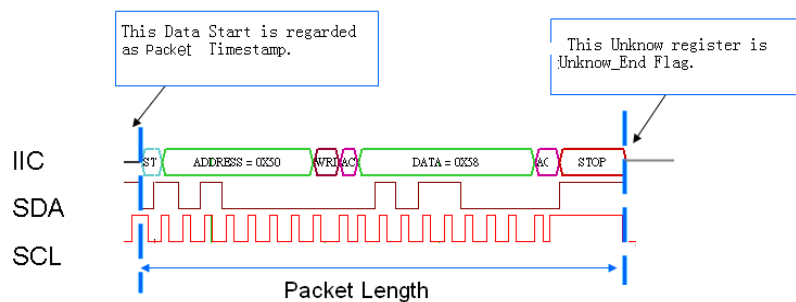 This Data Start is regarded
as Packet Timestamp.
This Unknow register is
Unknow_End Flag.
IIC
ST
ADDRESS = 0X50
WRI
AC
DATA = 0X58
AC
STOP
SDA
SCL
Packet Length